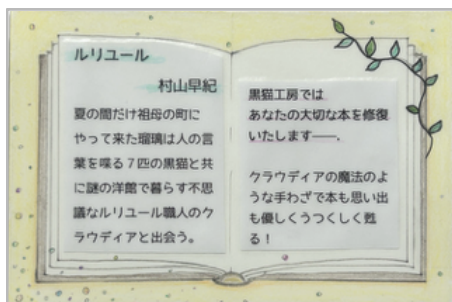 ルリユール
村山早紀
夏の間だけ祖母の町に
やって来た瑠璃は人の言
葉を喋る７匹の黒猫と共
に謎の洋館で暮らす不思
議なルリユール職人のク
ラウディアと出会う。
黒猫工房では
あなたの大切な本を修復
いたします――.
クラウディアの魔法のよ
うな手わざで本も思い出
も優しくうつくしく甦
る！